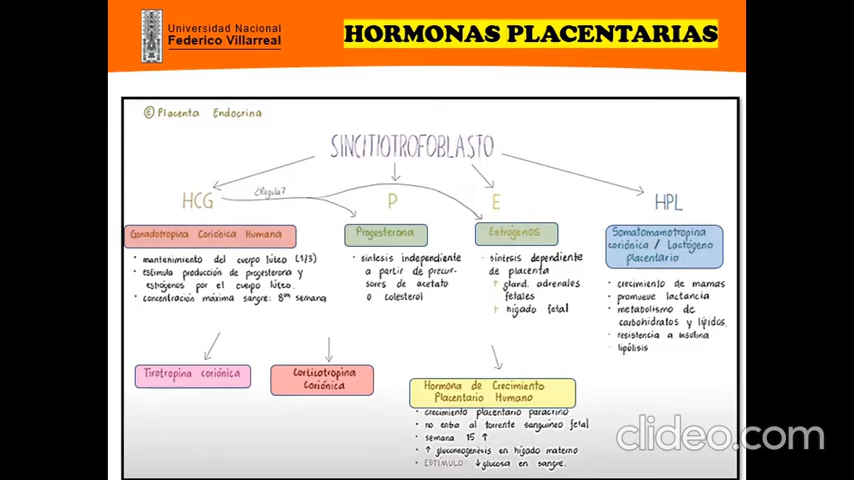 Universidad Nacional
Federico Villarreal
HORMONAS PLACENTARIAS
E Placenta Endocrina
SINCITIOTROFOBLASTO
HCG
¿Regula?
P
E
HPL
Gonadotropina Coriónica Humana
• mantenimiento del cuerpo lúteo (1/3)
• estimula producción de progesterona y
estrógenos por el cuerpo lúteo.
• concentración máxima sangre: 8va semana
Progesterona
• síntesis independiente
a partir de precur-
sores de acetato
o colesterol
Estrógenos
• síntesis dependiente
de placenta
+ gland. adrenales
fetales
+ hígado fetal
Somatomamotropina
coriónica / Lactógeno
placentario
• crecimiento de mamas
• promueve lactancia
• metabolismo de
carbohidratos y lípidos.
• resistencia a insulina
• lipólisis
Tirotropina coriónica
Corticotropina
Coriónica
Hormona de Crecimiento
Placentario Humano
• crecimiento placentario paracrino
• no entra al torrente sanguíneo fetal
• semana 15 ↑
• ↑ gluconeogénesis en hígado materno
• ESTÍMULO ↓glucosa en sangre.
clideo.com